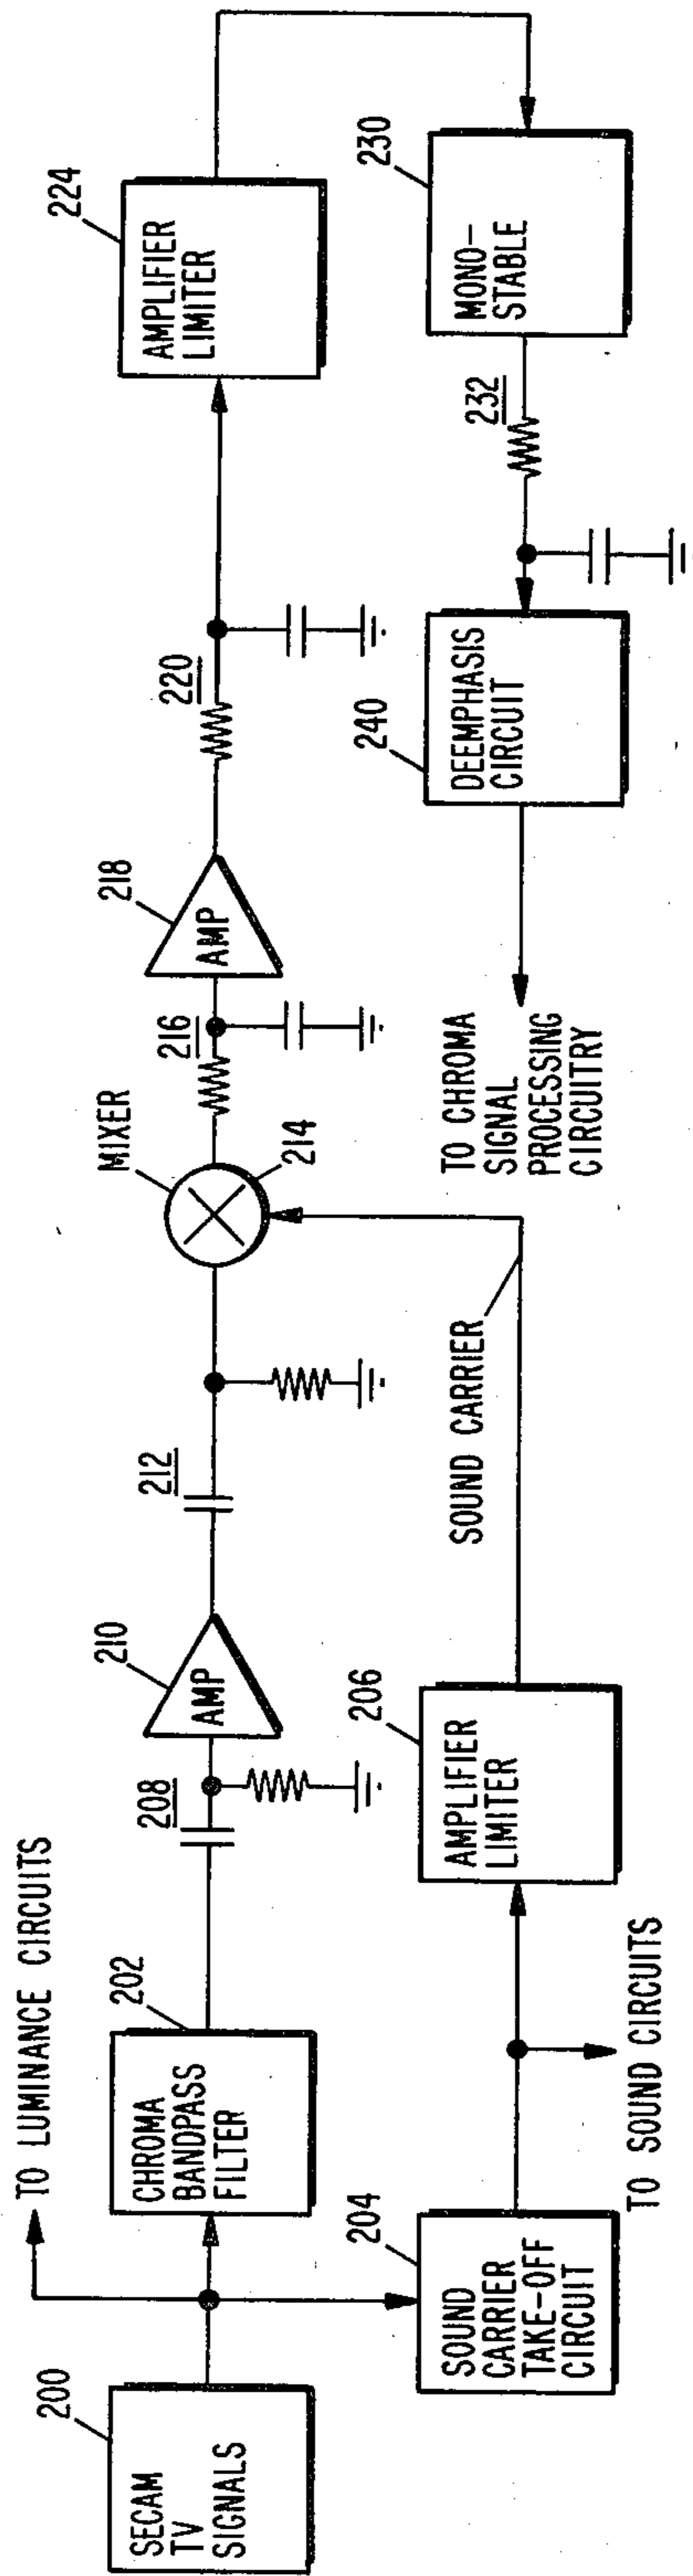 TO LUMINANCE CIRCUITS
200
SECAM
TV
SIGNALS
202
CHROMA
BANDPASS
FILTER
208
210
AMP
212
MIXER
214
216
218
AMP
220
224
AMPLIFIER
LIMITER
204
SOUND
CARRIER
TAKE-OFF
CIRCUIT
TO SOUND CIRCUITS
206
AMPLIFIER
LIMITER
SOUND CARRIER
TO CHROMA
SIGNAL
PROCESSING
CIRCUITRY
240
DEEMPHASIS
CIRCUIT
232
230
MONO-
STABLE